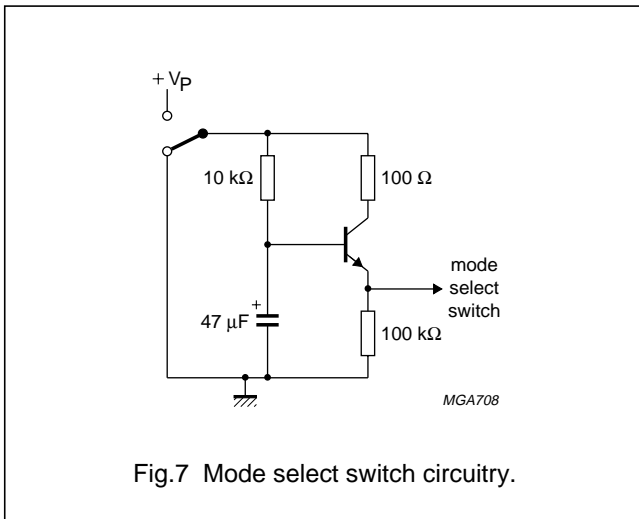 + VP
10 kΩ
100 Ω
mode
select
switch
+
47 μF
100 kΩ
MGA708
Fig.7 Mode select switch circuitry.